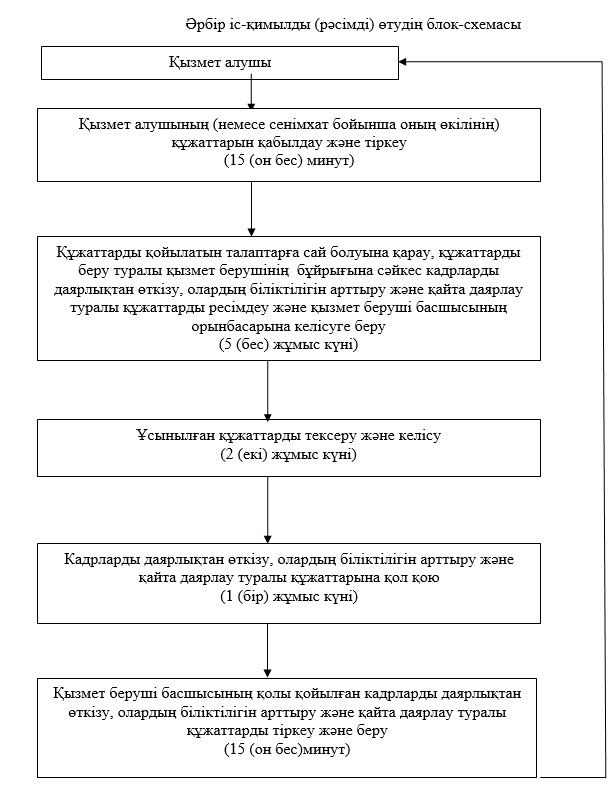 Әрбір іс-қимылды (рәсімді) өтудің блок-схемасы
Қызмет алушы
Қызмет алушының (немесе сенімхат бойынша оның өкілінің)
құжаттарын қабылдау және тіркеу
(15 (он бес) минут)
Құжаттарды қойылатын талаптарға сай болуына қарау, құжаттарды
беру туралы қызмет берушінің бұйрығына сәйкес кадрларды
даярлықтан өткізу, олардың біліктілігін арттыру және қайта даярлау
туралы құжаттарды ресімдеу және қызмет беруші басшысының
орынбасарына келісуге беру
(5 (бес) жұмыс күні)
Ұсынылған құжаттарды тексеру және келісу
(2 (екі) жұмыс күні)
Кадрларды даярлықтан өткізу, олардың біліктілігін арттыру және
қайта даярлау туралы құжаттарына қол қою
(1 (бір) жұмыс күні)
Қызмет беруші басшысының қолы қойылған кадрларды даярлықтан
өткізу, олардың біліктілігін арттыру және қайта даярлау туралы
құжаттарды тіркеу және беру
(15 (он бес)минут)